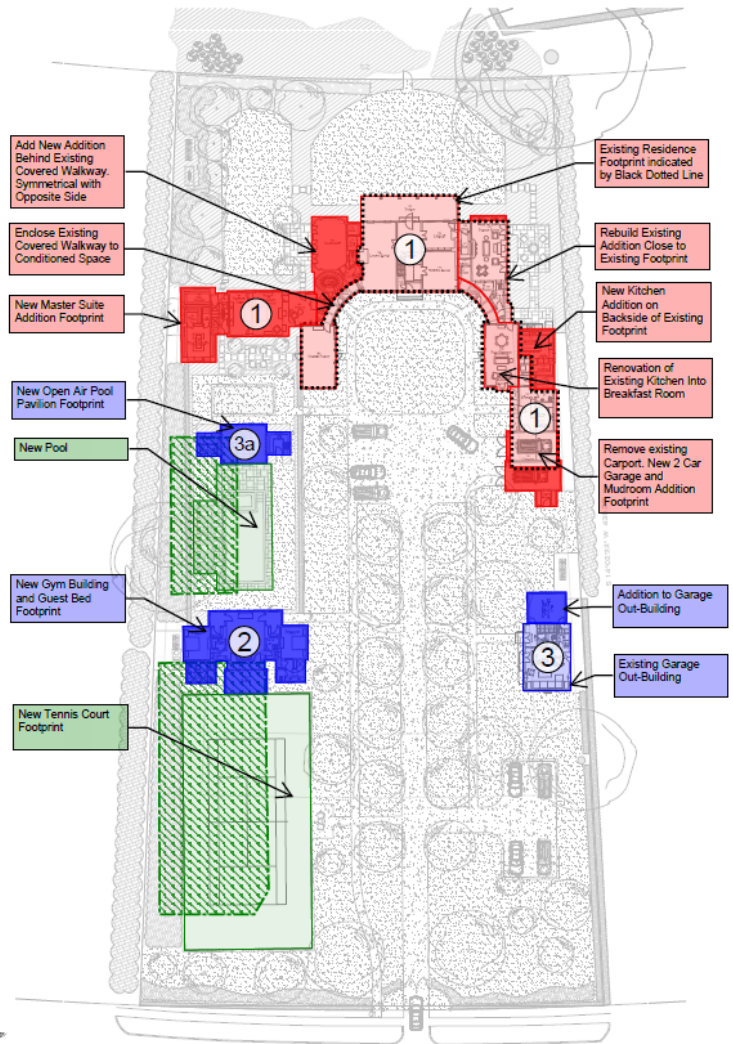 Add New Addition
Behind Existing
Covered Walkway.
Symmetrical with
Opposite Side
Enclose Existing
Covered Walkway to
Conditioned Space
New Master Suite
Addition Footprint
New Open Air Pool
Pavilion Footprint
New Pool
New Gym Building
and Guest Bed
Footprint
New Tennis Court
Footprint
1
1
3a
2
1
3
Existing Residence
Footprint indicated
by Black Dotted Line
Rebuild Existing
Addition Close to
Existing Footprint
New Kitchen
Addition on
Backside of Existing
Footprint
Renovation of
Existing Kitchen Into
Breakfast Room
Remove existing
Carport. New 2 Car
Garage and
Mudroom Addition
Footprint
Addition to Garage
Out-Building
Existing Garage
Out-Building